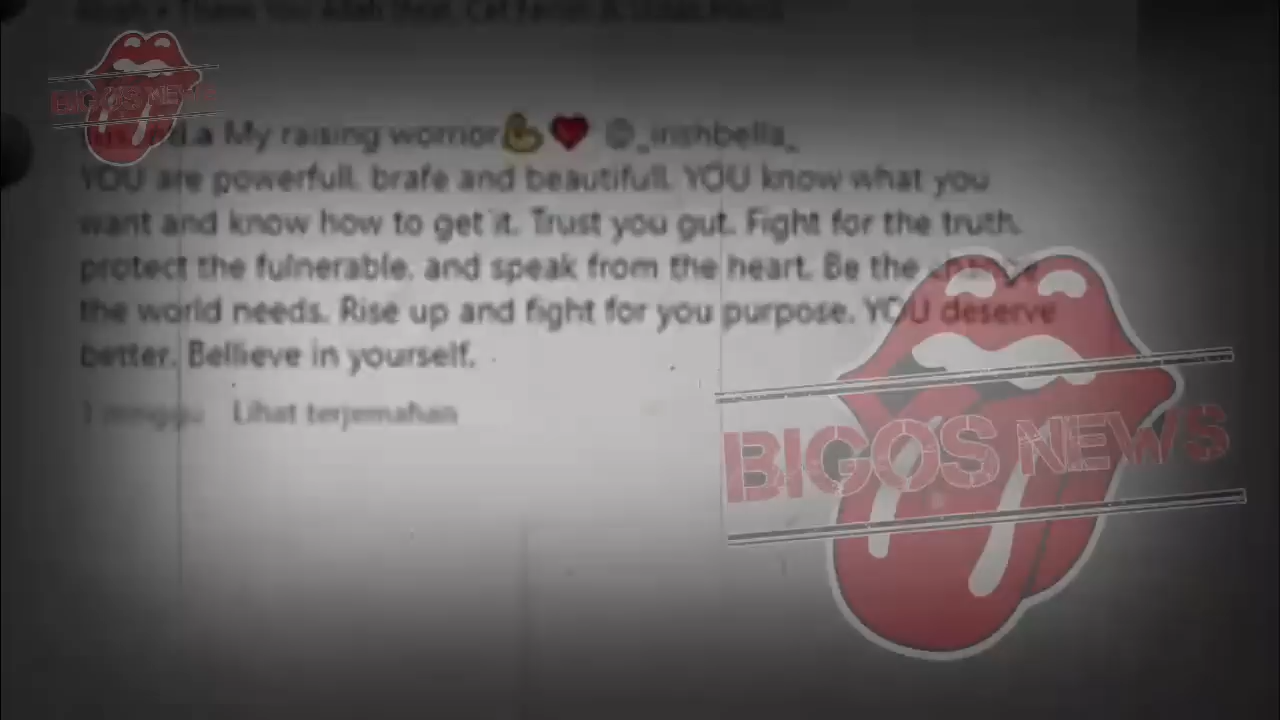 BIGOS NEWS
My raising worrior @_irishbella_
YOU are powerfull. brafe and beautifull. YOU know what you
want and know how to get it. Trust you gut. Fight for the truth.
protect the fulnerable. and speak from the heart. Be the
the world needs. Rise up and fight for you purpose. YOU deserve
better. Bellieve in yourself.
1 minggu Lihat terjemahan
BIGOS NEWS